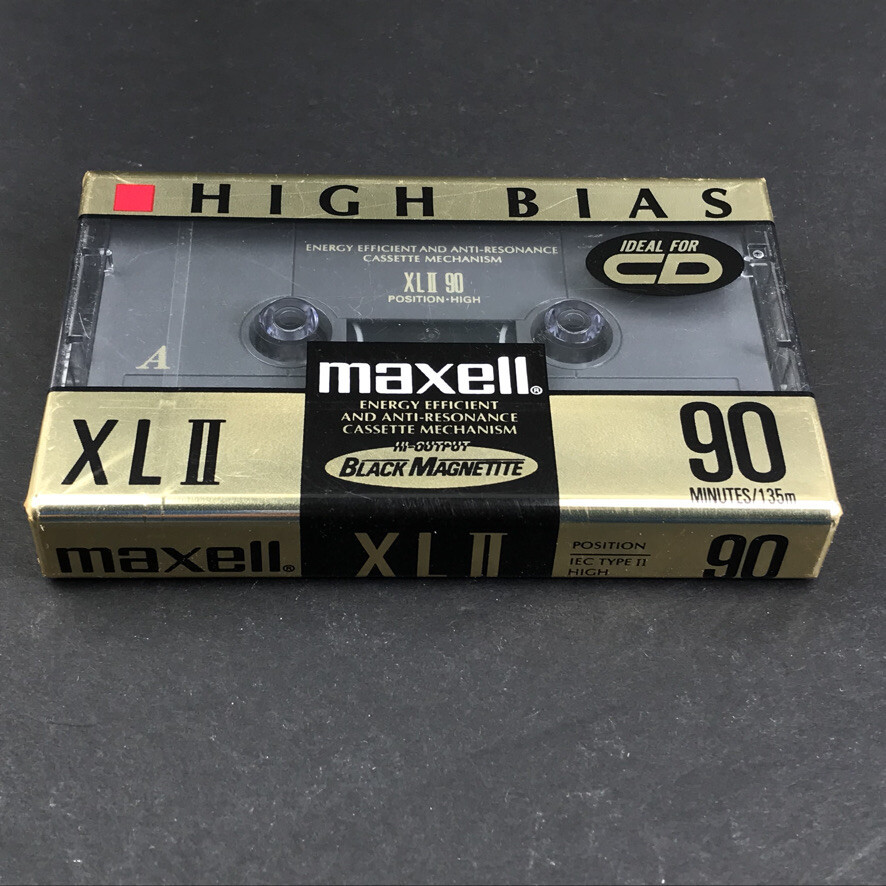 HIGH BIAS
IDEAL FOR
CD
ENERGY EFFICIENT AND ANTI-RESONANCE
CASSETTE MECHANISM
XLII 90
POSITION·HIGH
A
maxell®
ENERGY EFFICIENT
AND ANTI-RESONANCE
CASSETTE MECHANISM
HI-OUTPUT
BLACK MAGNETITE
XLII
90
MINUTES/135m
maxell®
XLII
POSITION
IEC TYPE II
HIGH
90